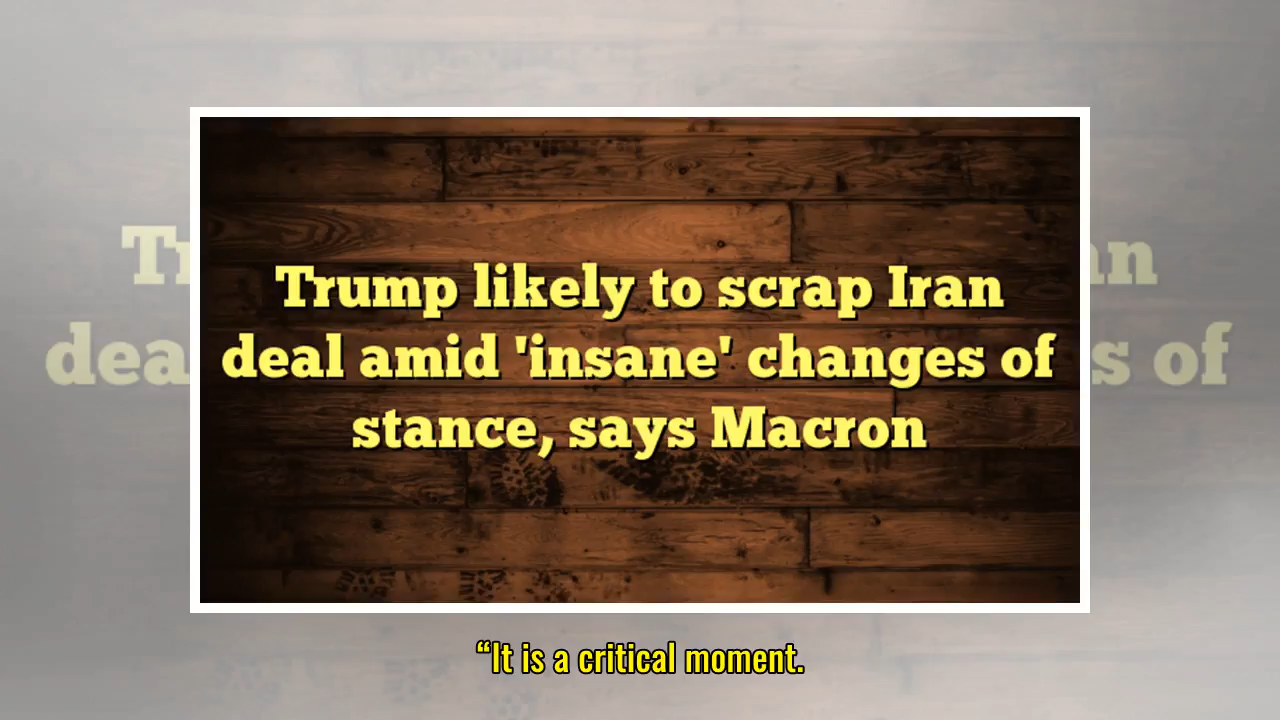 Trump likely to scrap Iran
deal amid 'insane' changes of
stance, says Macron
“It is a critical moment.